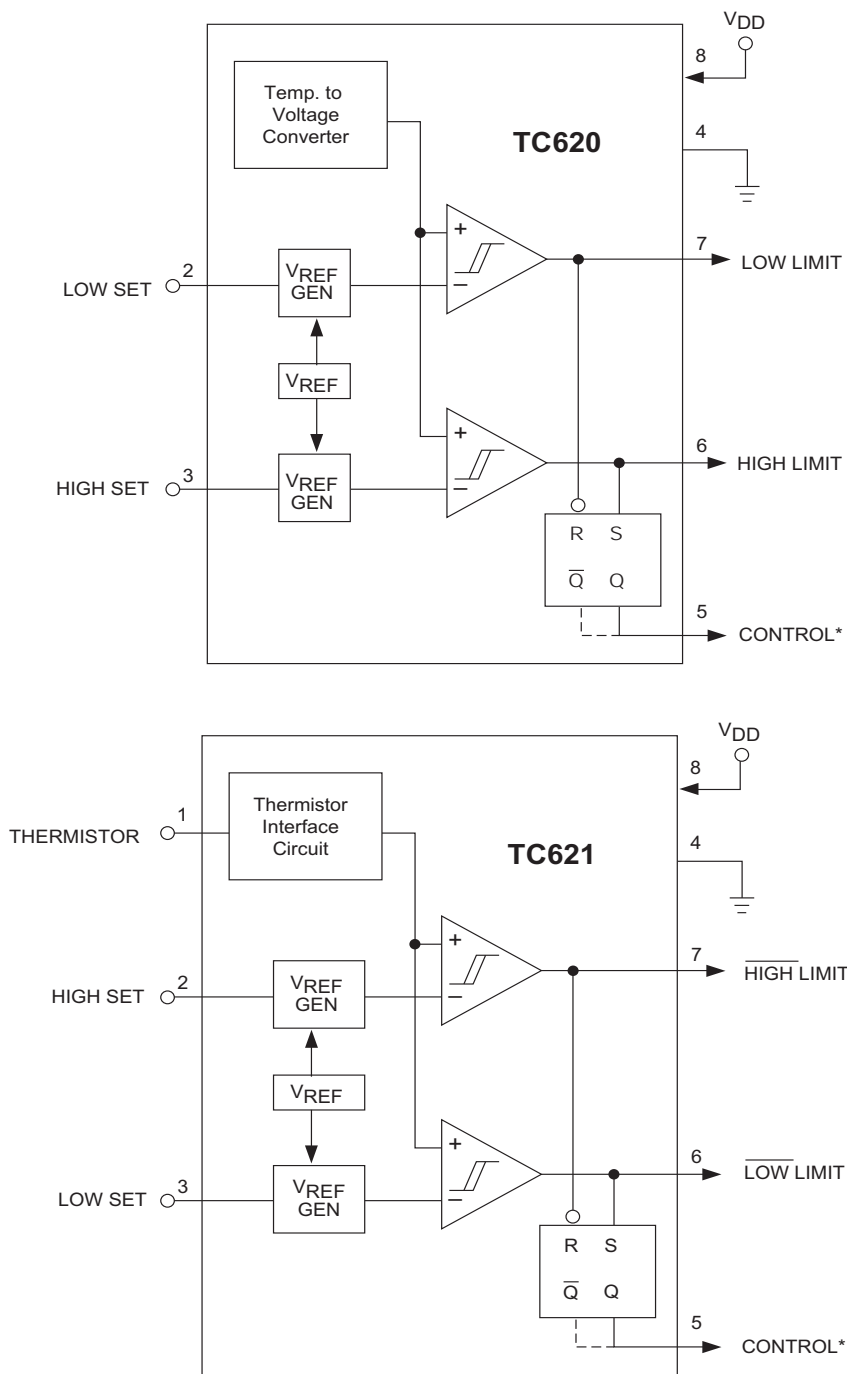 VDD
8
Temp. to
Voltage
Converter
TC620
4
+
7
LOW LIMIT
2
LOW SET
VREF
GEN
–
VREF
+
6
HIGH LIMIT
3
HIGH SET
VREF
GEN
–
R S
Q̅ Q
5
CONTROL*
VDD
8
1
THERMISTOR
Thermistor
Interface
Circuit
TC621
4
+
7
H̅I̅G̅H̅ LIMIT
2
HIGH SET
VREF
GEN
–
VREF
+
6
L̅O̅W̅ LIMIT
3
LOW SET
VREF
GEN
–
R S
Q̅ Q
5
CONTROL*